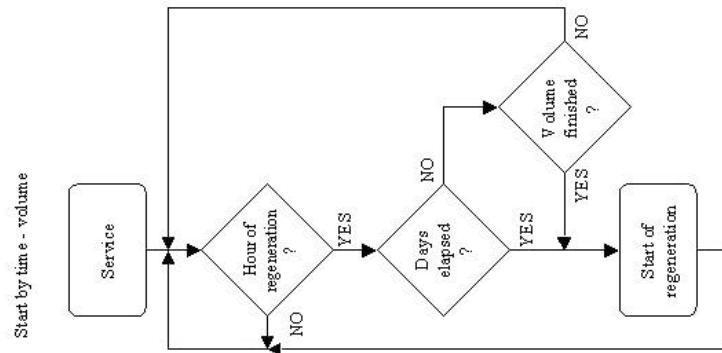 Start by time - volume
Service
Hour of
regeneration
?
NO
YES
Days
elapsed
?
NO
YES
Volume
finished
?
NO
YES
Start of
regeneration